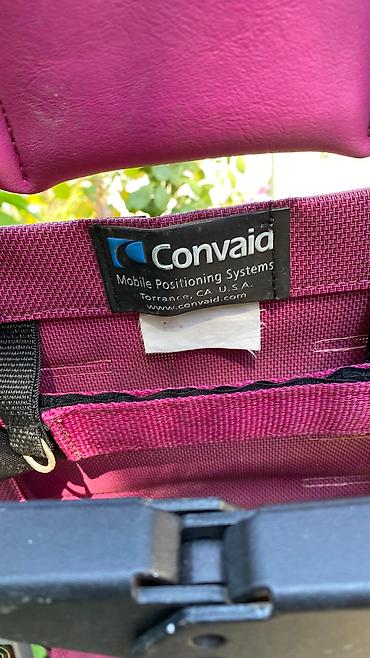 Convaid
Mobile Positioning Systems
Torrance, CA U.S.A.
www.convaid.com